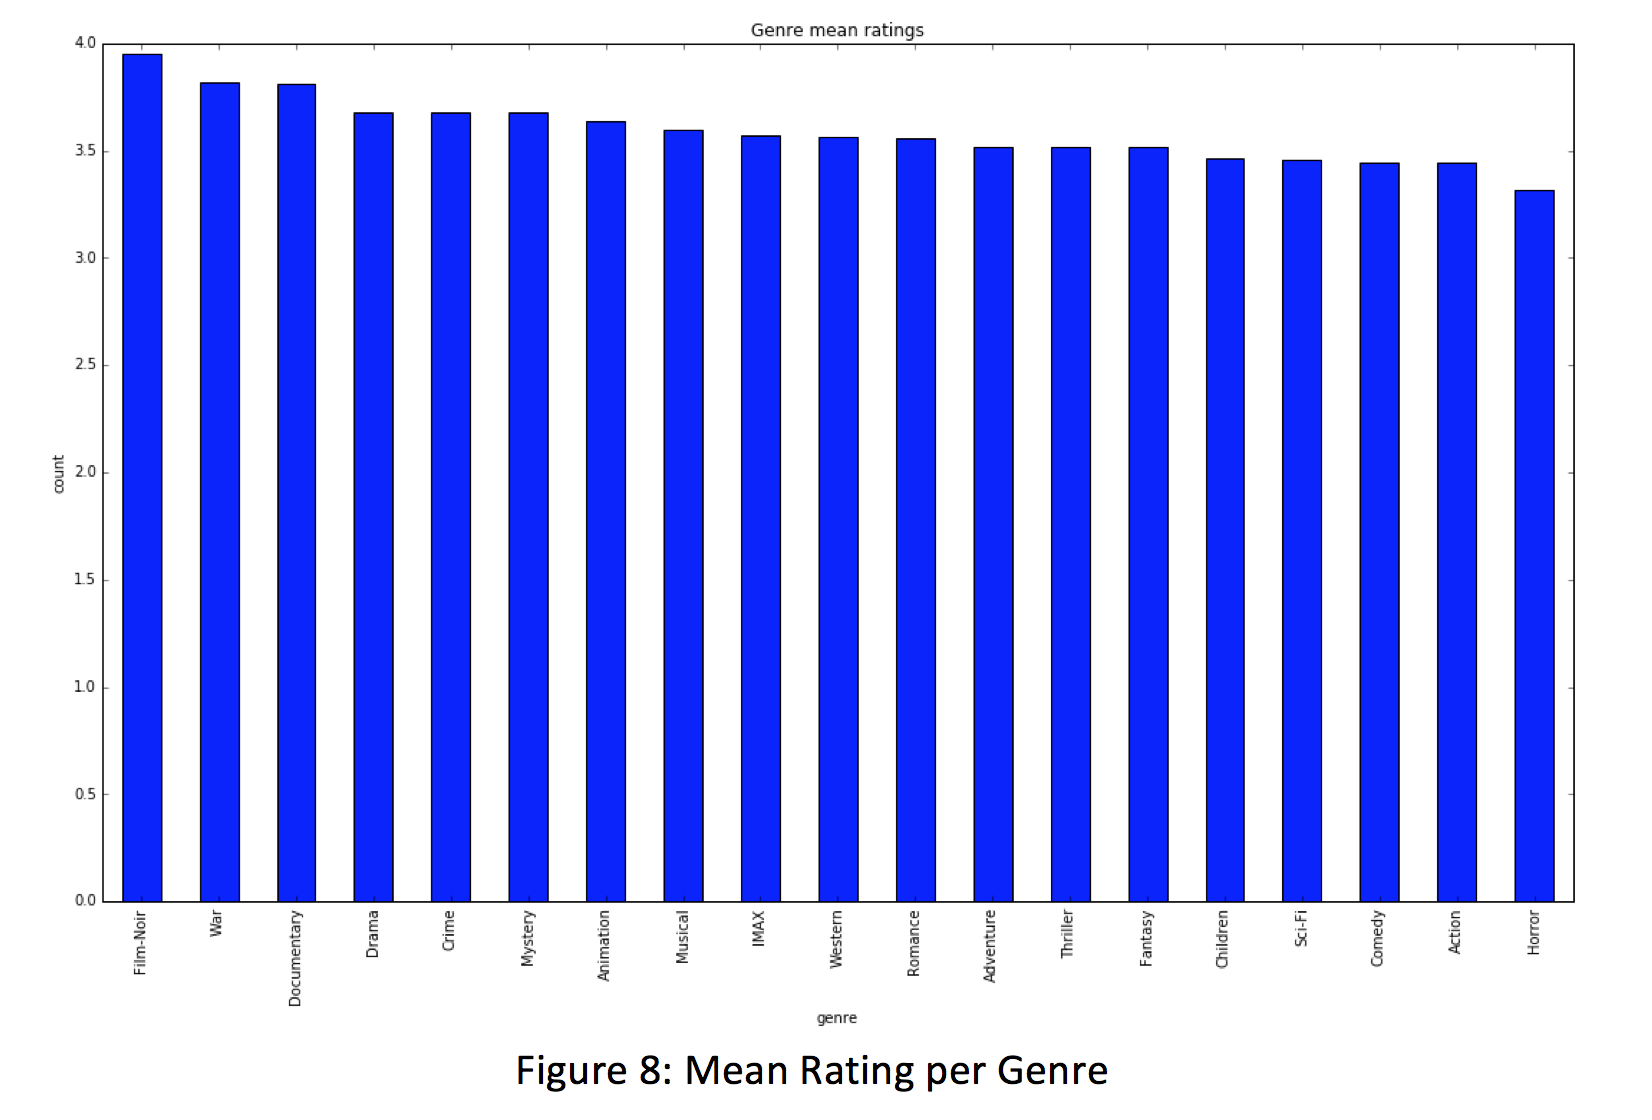 Genre mean ratings
4.0
3.5
3.0
2.5
2.0
1.5
1.0
0.5
0.0
count
Film-Noir
War
Documentary
Drama
Crime
Mystery
Animation
Musical
IMAX
Western
Romance
Adventure
Thriller
Fantasy
Children
Sci-Fi
Comedy
Action
Horror
genre
Figure 8: Mean Rating per Genre